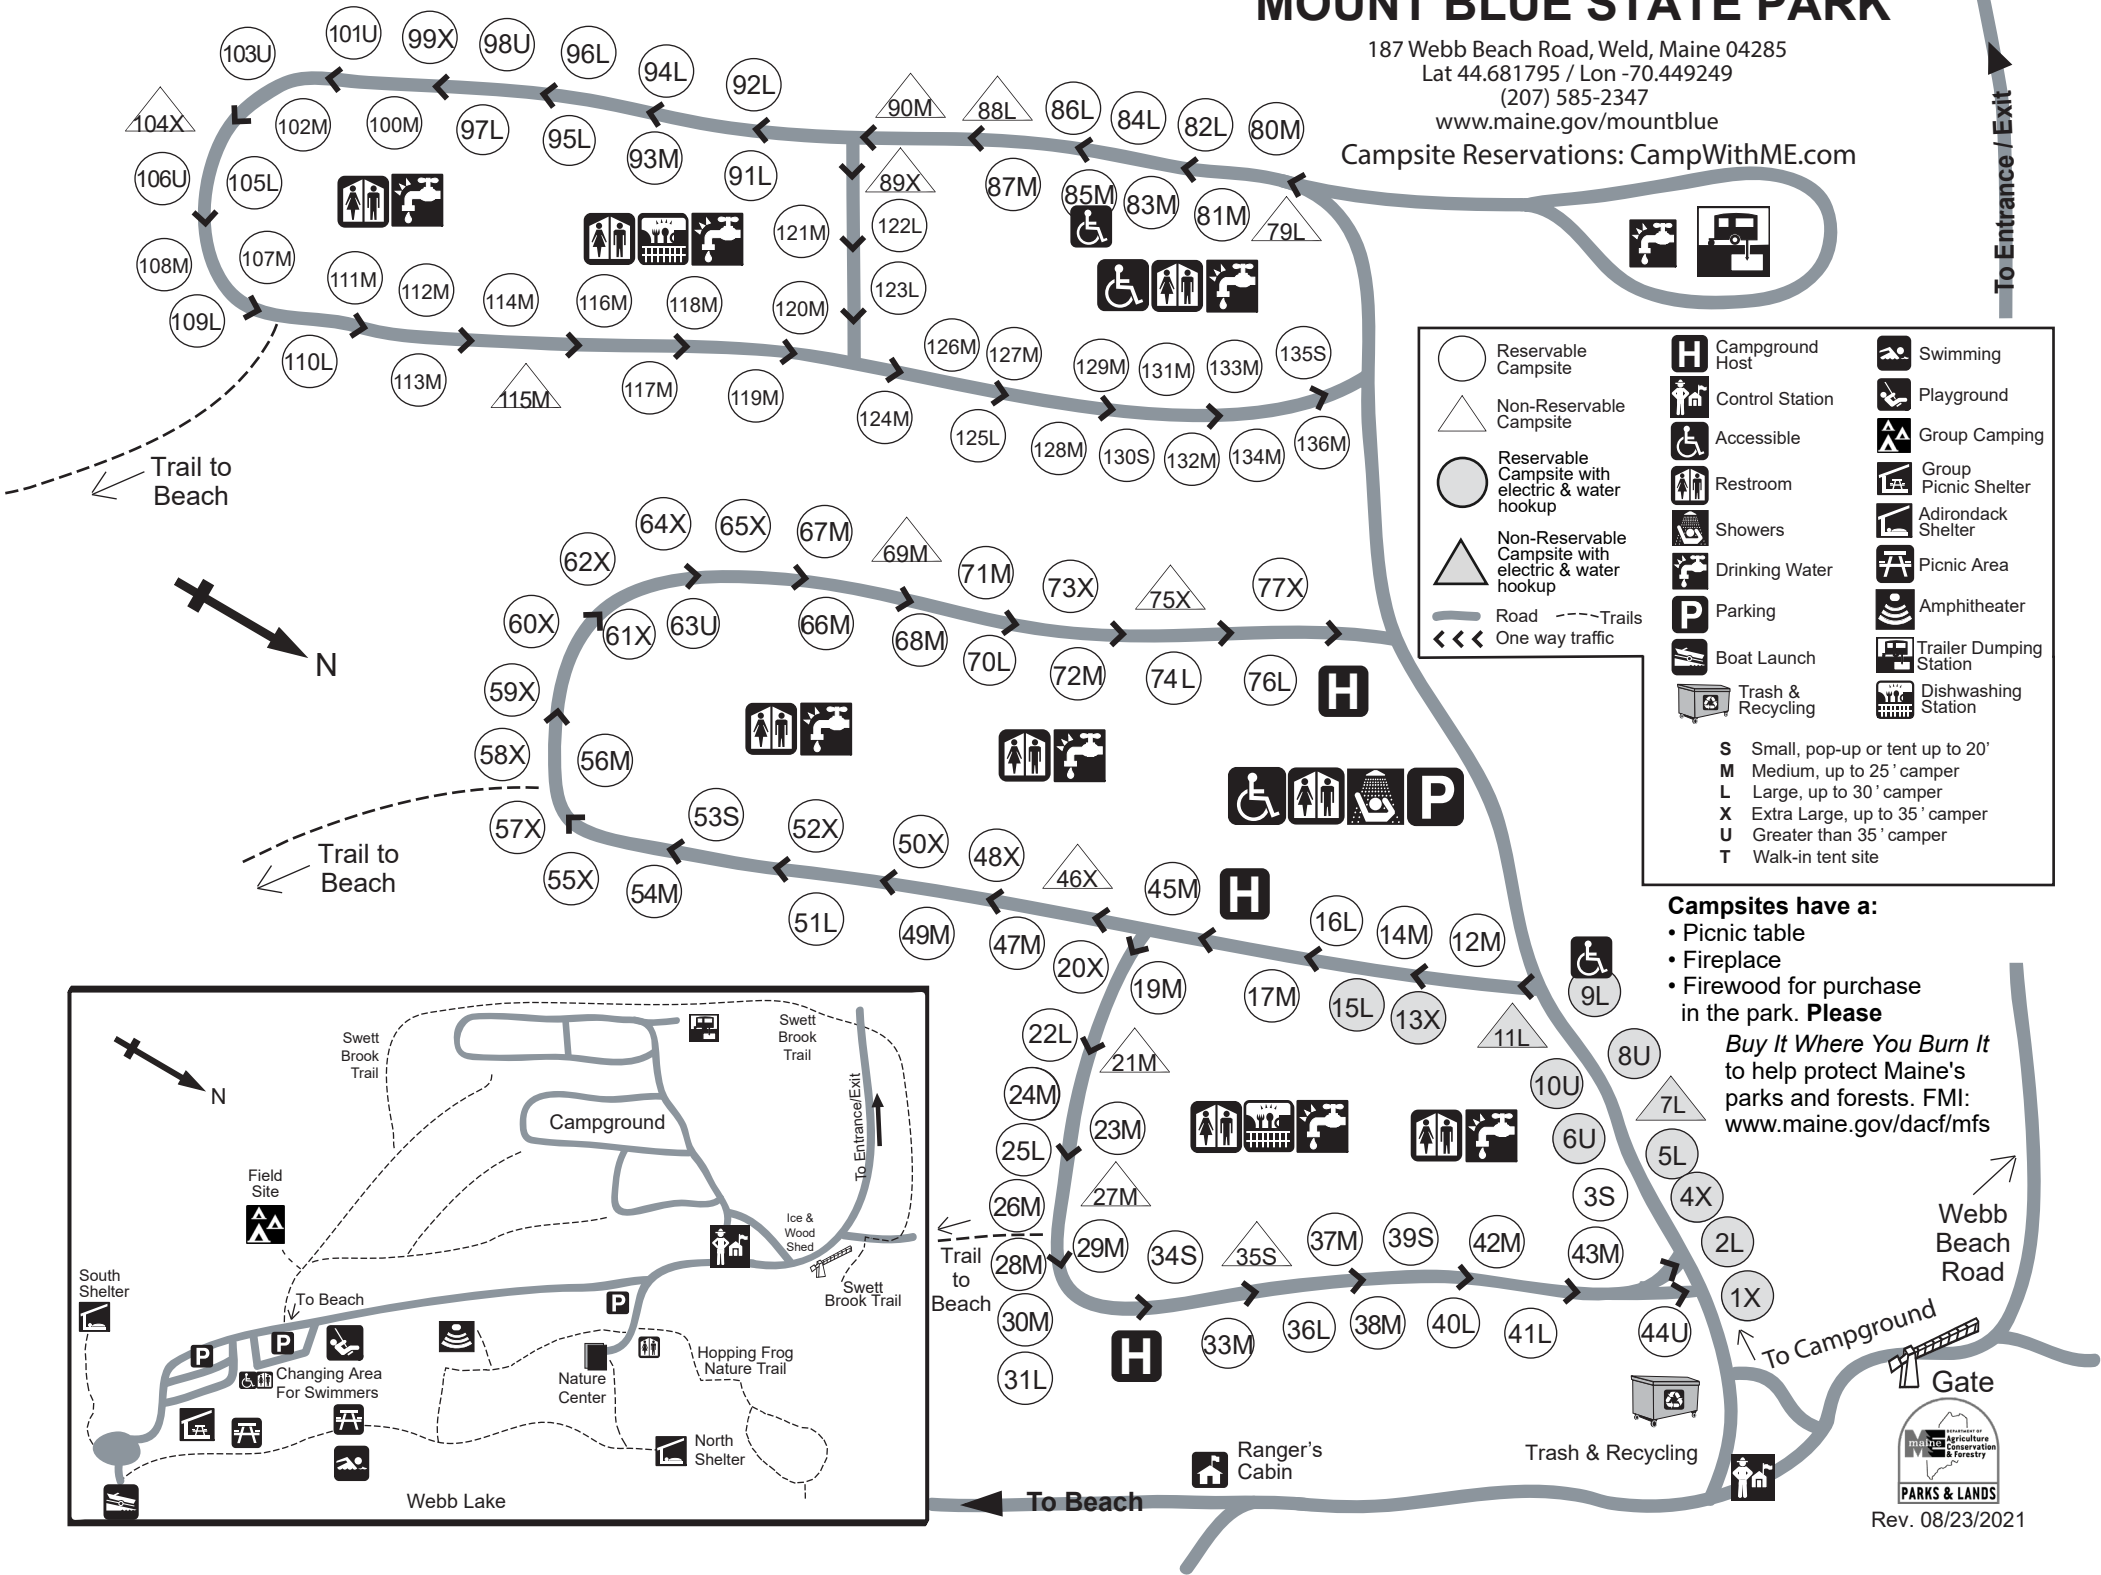 MOUNT BLUE STATE PARK
187 Webb Beach Road, Weld, Maine 04285
Lat 44.681795 / Lon -70.449249
(207) 585-2347
www.maine.gov/mountblue
Campsite Reservations: CampWithME.com
To Entrance / Exit
103U
101U
99X
98U
96L
94L
92L
90M
88L
86L
84L
82L
80M
104X
102M
100M
97L
95L
93M
91L
89X
87M
85M
83M
81M
79L
106U
105L
121M
122L
108M
107M
111M
112M
114M
116M
118M
120M
123L
109L
110L
113M
115M
117M
119M
124M
126M
127M
129M
131M
133M
135S
125L
128M
130S
132M
134M
136M
Trail to
Beach
N
64X
65X
67M
69M
71M
73X
75X
77X
62X
60X
61X
63U
66M
68M
70L
72M
74L
76L
H
59X
58X
56M
57X
55X
54M
53S
52X
50X
48X
46X
45M
H
P
51L
49M
47M
20X
19M
17M
16L
14M
12M
15L
13X
11L
9L
Trail to
Beach
22L
21M
24M
23M
25L
27M
26M
28M
29M
30M
31L
8U
10U
7L
6U
5L
3S
4X
2L
1X
34S
35S
37M
39S
42M
43M
33M
36L
38M
40L
41L
44U
H
Trail
to
Beach
Reservable
Campsite
Non-Reservable
Campsite
Reservable
Campsite with
electric & water
hookup
Non-Reservable
Campsite with
electric & water
hookup
Road
Trails
One way traffic
H
Campground
Host
Control Station
Accessible
Restroom
Showers
Drinking Water
P
Parking
Boat Launch
Trash &
Recycling
Swimming
Playground
Group Camping
Group
Picnic Shelter
Adirondack
Shelter
Picnic Area
Amphitheater
Trailer Dumping
Station
Dishwashing
Station
S Small, pop-up or tent up to 20’
M Medium, up to 25 ’ camper
L Large, up to 30 ’ camper
X Extra Large, up to 35 ’ camper
U Greater than 35 ’ camper
T Walk-in tent site
Campsites have a:
• Picnic table
• Fireplace
• Firewood for purchase
in the park. Please
Buy It Where You Burn It
to help protect Maine's
parks and forests. FMI:
www.maine.gov/dacf/mfs
Webb
Beach
Road
To Campground
Gate
Trash & Recycling
Ranger’s
Cabin
To Beach
maine
DEPARTMENT OF
Agriculture
Conservation
& Forestry
PARKS & LANDS
Rev. 08/23/2021
N
Swett
Brook
Trail
Swett
Brook
Trail
Campground
To Entrance/Exit
Field
Site
Ice &
Wood
Shed
South
Shelter
To Beach
P
P
P
Swett
Brook Trail
Changing Area
For Swimmers
Nature
Center
Hopping Frog
Nature Trail
North
Shelter
Webb Lake